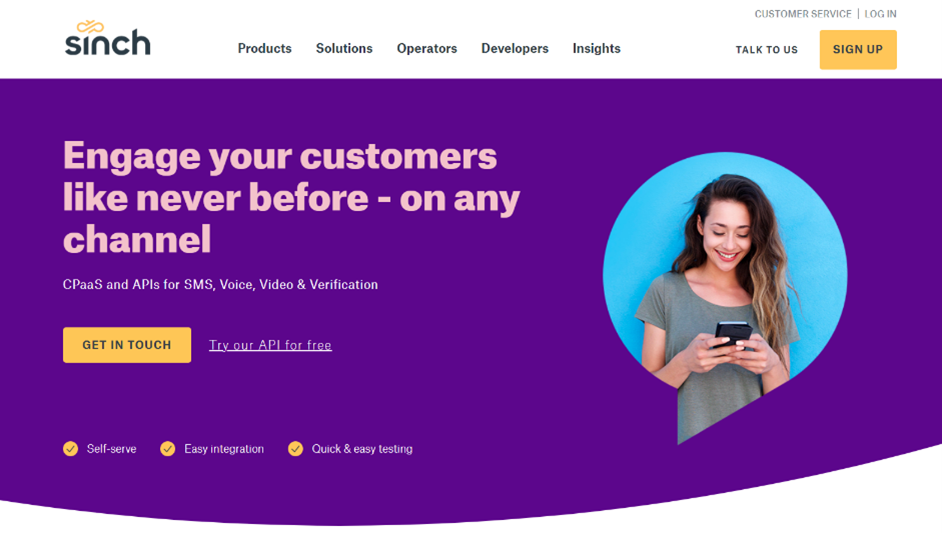 CUSTOMER SERVICE | LOG IN
sinch
Products Solutions Operators Developers Insights TALK TO US SIGN UP
Engage your customers
like never before - on any
channel
CPaaS and APIs for SMS, Voice, Video & Verification
GET IN TOUCH Try our API for free
Self-serve Easy integration Quick & easy testing